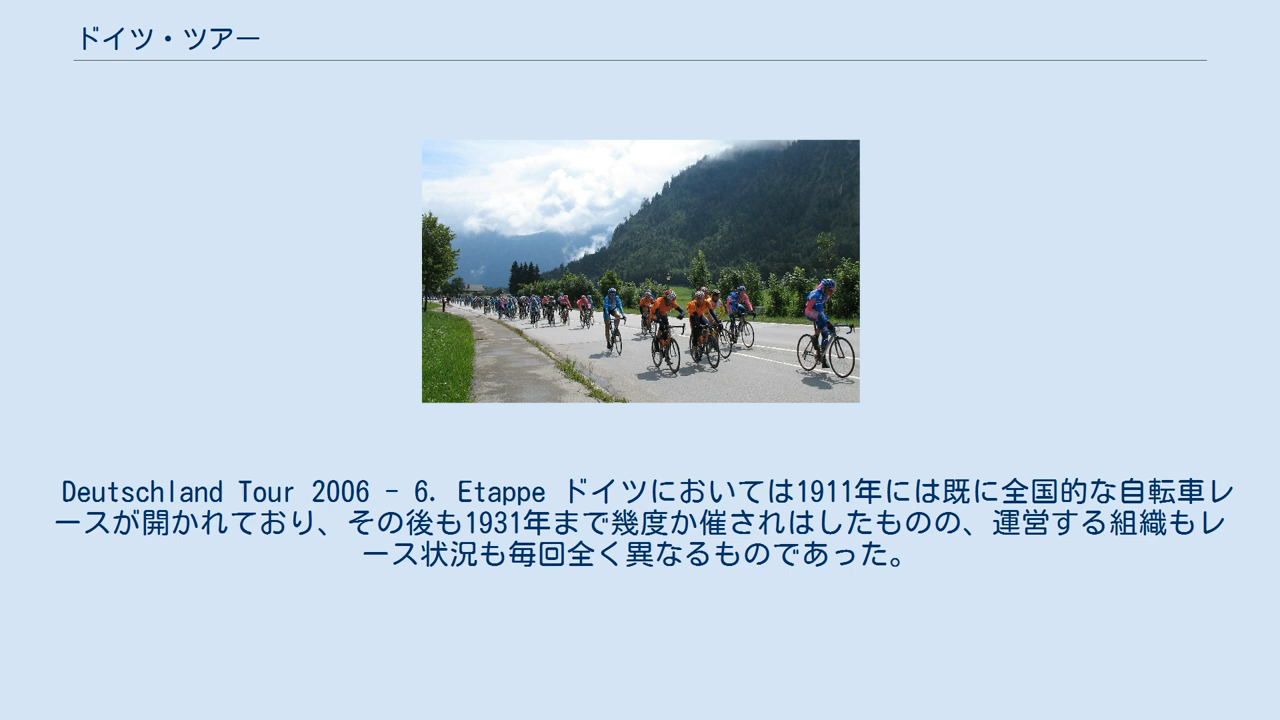 ドイツ・ツアー
Deutschland Tour 2006 - 6. Etappe ドイツにおいては1911年には既に全国的な自転車レ
ースが開かれており、その後も1931年まで幾度か催されはしたものの、運営する組織もレ
ース状況も毎回全く異なるものであった。